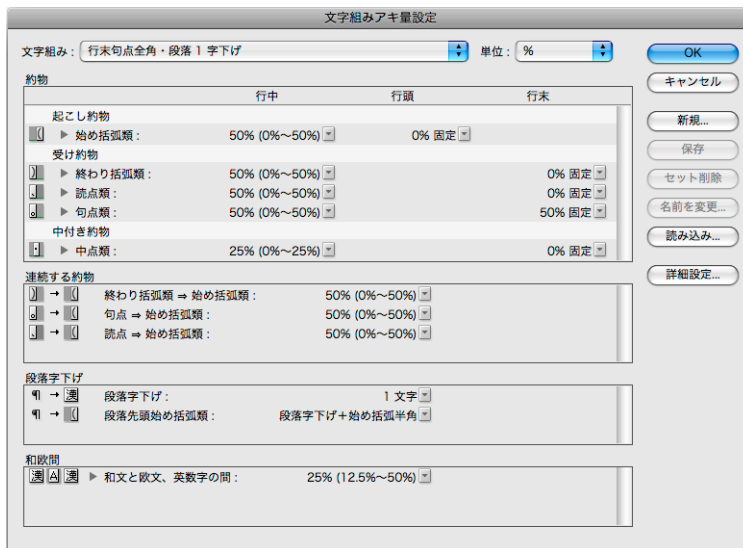 文字組みアキ量設定
文字組み： 行末句点全角・段落 1 字下げ 単位： %
OK
キャンセル
新規...
保存
セット削除
名前を変更...
読み込み...
詳細設定...
約物
行中 行頭 行末
起こし約物
始め括弧類： 50% (0%〜50%) 0% 固定
受け約物
終わり括弧類： 50% (0%〜50%) 0% 固定
読点類： 50% (0%〜50%) 0% 固定
句点類： 50% (0%〜50%) 50% 固定
中付き約物
中点類： 25% (0%〜25%) 0% 固定
連続する約物
） → （ 終わり括弧類 ⇒ 始め括弧類： 50% (0%〜50%)
。 → （ 句点 ⇒ 始め括弧類： 50% (0%〜50%)
、 → （ 読点 ⇒ 始め括弧類： 50% (0%〜50%)
段落字下げ
¶ → 漢 段落字下げ： 1 文字
¶ → （ 段落先頭始め括弧類： 段落字下げ＋始め括弧半角
和欧間
漢 A 漢 和文と欧文、英数字の間： 25% (12.5%〜50%)